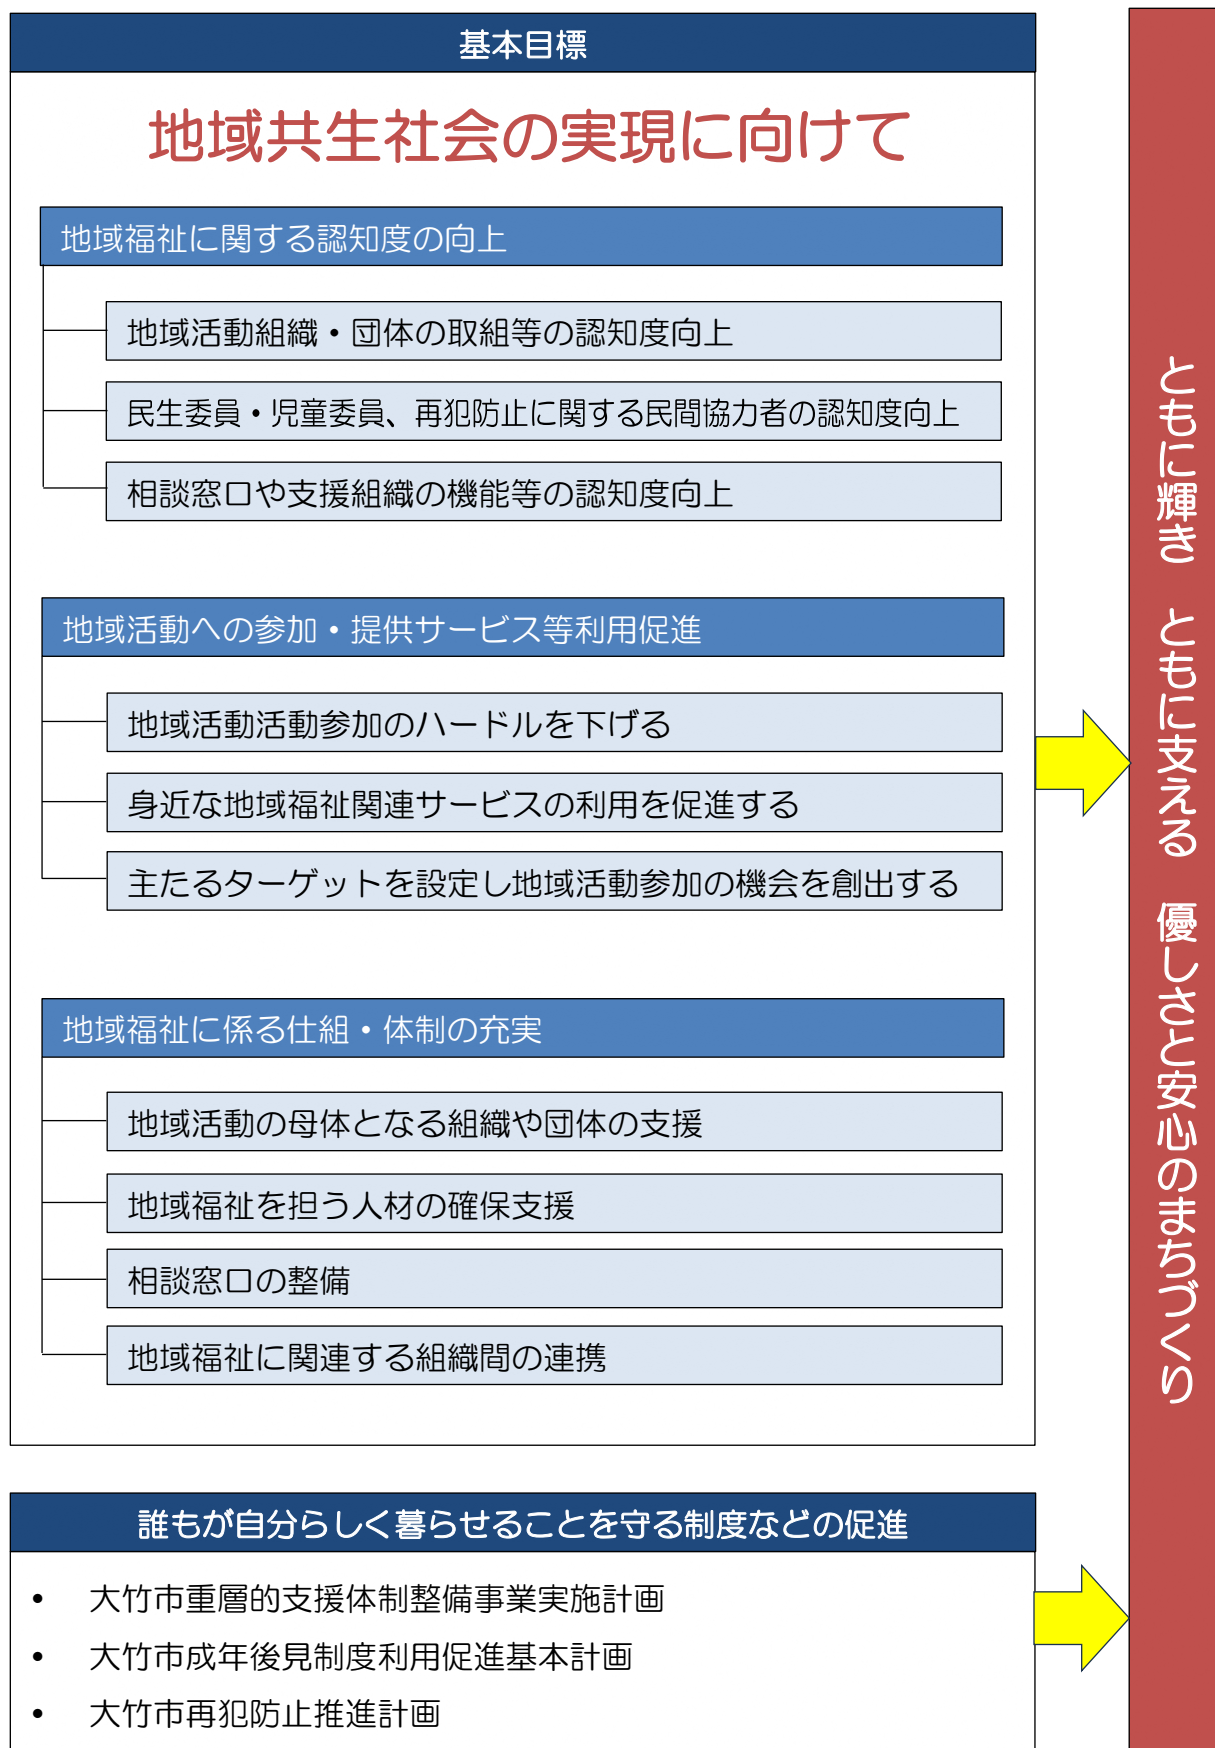 基本目標
地域共生社会の実現に向けて
地域福祉に関する認知度の向上
地域活動組織・団体の取組等の認知度向上
民生委員・児童委員、再犯防止に関する民間協力者の認知度向上
相談窓口や支援組織の機能等の認知度向上
地域活動への参加・提供サービス等利用促進
地域活動活動参加のハードルを下げる
身近な地域福祉関連サービスの利用を促進する
主たるターゲットを設定し地域活動参加の機会を創出する
地域福祉に係る仕組・体制の充実
地域活動の母体となる組織や団体の支援
地域福祉を担う人材の確保支援
相談窓口の整備
地域福祉に関連する組織間の連携
誰もが自分らしく暮らせることを守る制度などの促進
• 大竹市重層的支援体制整備事業実施計画
• 大竹市成年後見制度利用促進基本計画
• 大竹市再犯防止推進計画
ともに輝き　ともに支える　優しさと安心のまちづくり